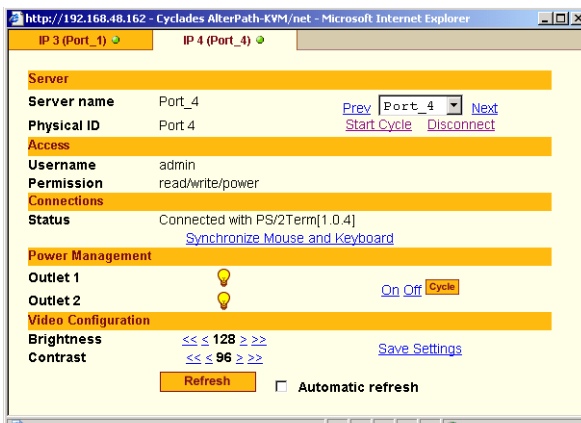 http://192.168.48.162 - Cyclades AlterPath-KVM/net - Microsoft Internet Explorer
IP 3 (Port_1) IP 4 (Port_4)
Server
Server name Port_4 Prev Port_4 Next
Physical ID Port 4 Start Cycle Disconnect
Access
Username admin
Permission read/write/power
Connections
Status Connected with PS/2Term[1.0.4]
Synchronize Mouse and Keyboard
Power Management
Outlet 1
On Off Cycle
Outlet 2
Video Configuration
Brightness << < 128 > >>
Save Settings
Contrast << < 96 > >>
Refresh Automatic refresh